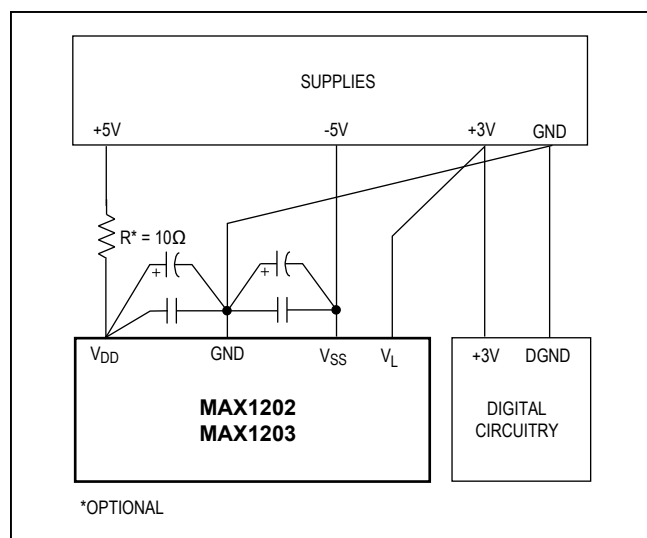 SUPPLIES
+5V -5V +3V GND
R* = 10Ω
+ +
VDD GND VSS VL +3V DGND
MAX1202
MAX1203
DIGITAL
CIRCUITRY
*OPTIONAL